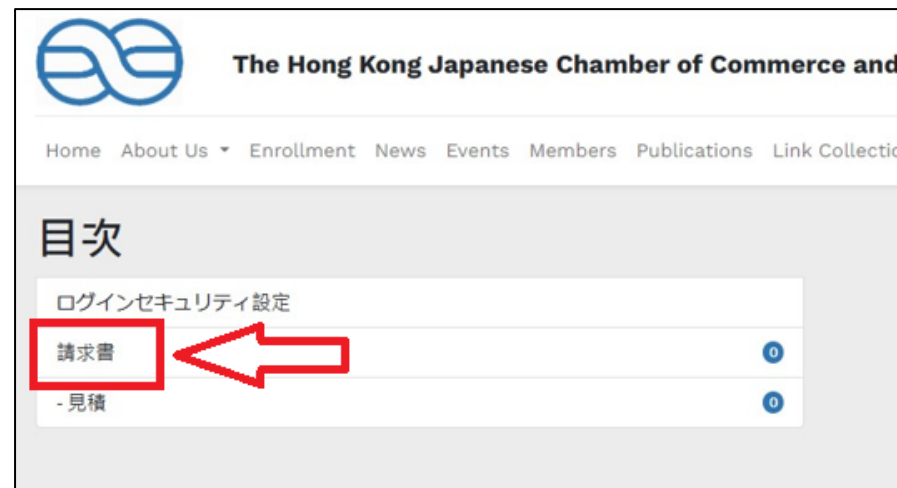 The Hong Kong Japanese Chamber of Commerce and
Home About Us Enrollment News Events Members Publications Link Collectio
目次
ログインセキュリティ設定
請求書 0
- 見積 0